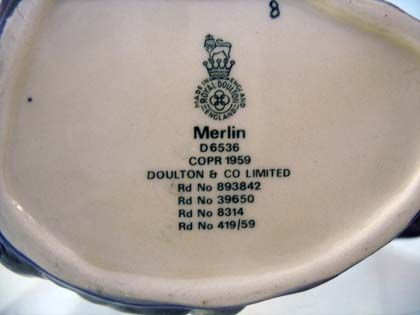 8
MADE IN ENGLAND
ROYAL DOULTON
ENGLAND
Merlin
D6536
COPR 1959
DOULTON & CO LIMITED
Rd No 893842
Rd No 39650
Rd No 8314
Rd No 419/59